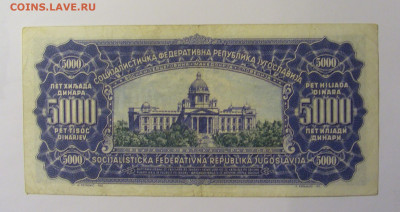 COINS.LAVE.RU
СОЦИЈАЛИСТИЧКА ФЕДЕРАТИВНА РЕПУБЛИКА ЈУГОСЛАВИЈА
5000
5000
ПЕТ ХИЉАДА
ДИНАРА
PET HILJADA
DINARA
5000
5000
PET TISOČ
DINARJEV
ПЕТ ИЛЈАДИ
ДИНАРИ
5000
5000
SOCIJALISTIČKA FEDERATIVNA REPUBLIKA JUGOSLAVIJA